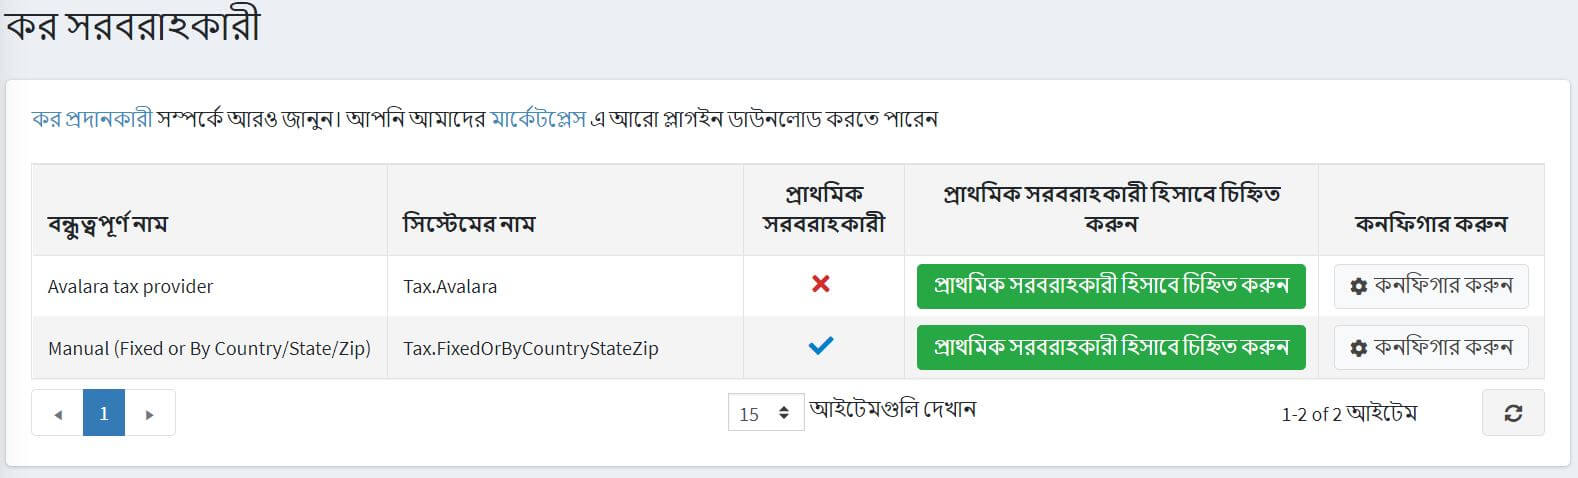 কর সরবরাহকারী
কর প্রদানকারী সম্পর্কে আরও জানুন। আপনি আমাদের মার্কেটপ্লেস এ আরো প্লাগইন ডাউনলোড করতে পারেন
বন্ধুত্বপূর্ণ নাম সিস্টেমের নাম প্রাথমিক সরবরাহকারী প্রাথমিক সরবরাহকারী হিসাবে চিহ্নিত করুন কনফিগার করুন
Avalara tax provider Tax.Avalara প্রাথমিক সরবরাহকারী হিসাবে চিহ্নিত করুন কনফিগার করুন
Manual (Fixed or By Country/State/Zip) Tax.FixedOrByCountryStateZip প্রাথমিক সরবরাহকারী হিসাবে চিহ্নিত করুন কনফিগার করুন
1 15 আইটেমগুলি দেখান 1-2 of 2 আইটেম